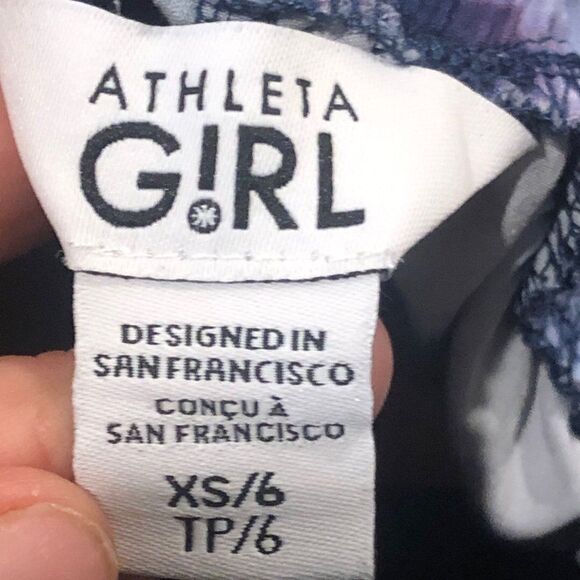 ATHLETA
G!RL
DESIGNED IN
SAN FRANCISCO
CONÇU À
SAN FRANCISCO
XS/6
TP/6